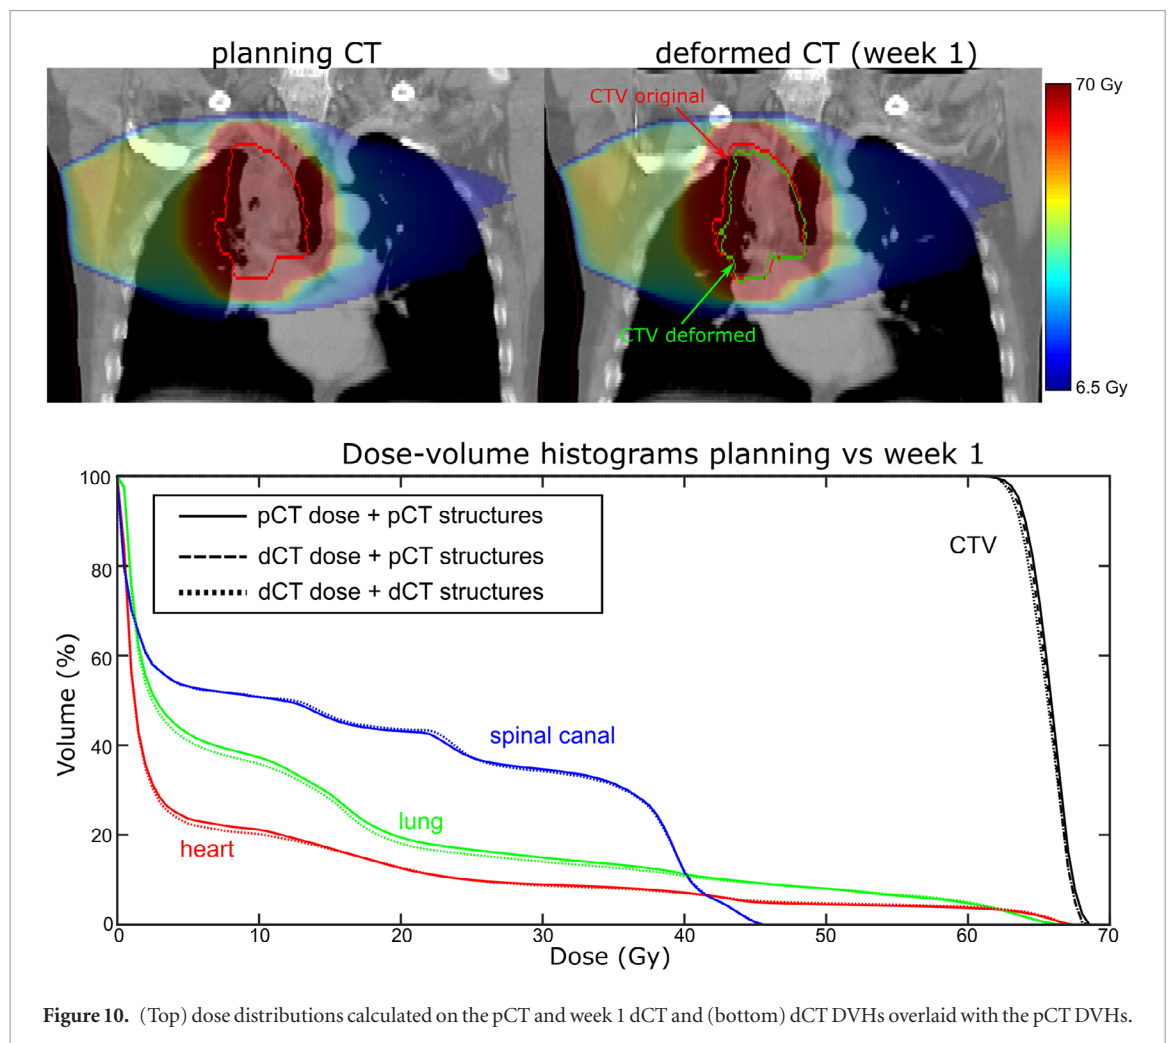 planning CT
deformed CT (week 1)
CTV original
70 Gy
CTV deformed
6.5 Gy
Dose-volume histograms planning vs week 1
100
80
60
40
20
0
Volume (%)
pCT dose + pCT structures
dCT dose + pCT structures
dCT dose + dCT structures
CTV
spinal canal
lung
heart
0 10 20 30 40 50 60 70
Dose (Gy)
Figure 10. (Top) dose distributions calculated on the pCT and week 1 dCT and (bottom) dCT DVHs overlaid with the pCT DVHs.